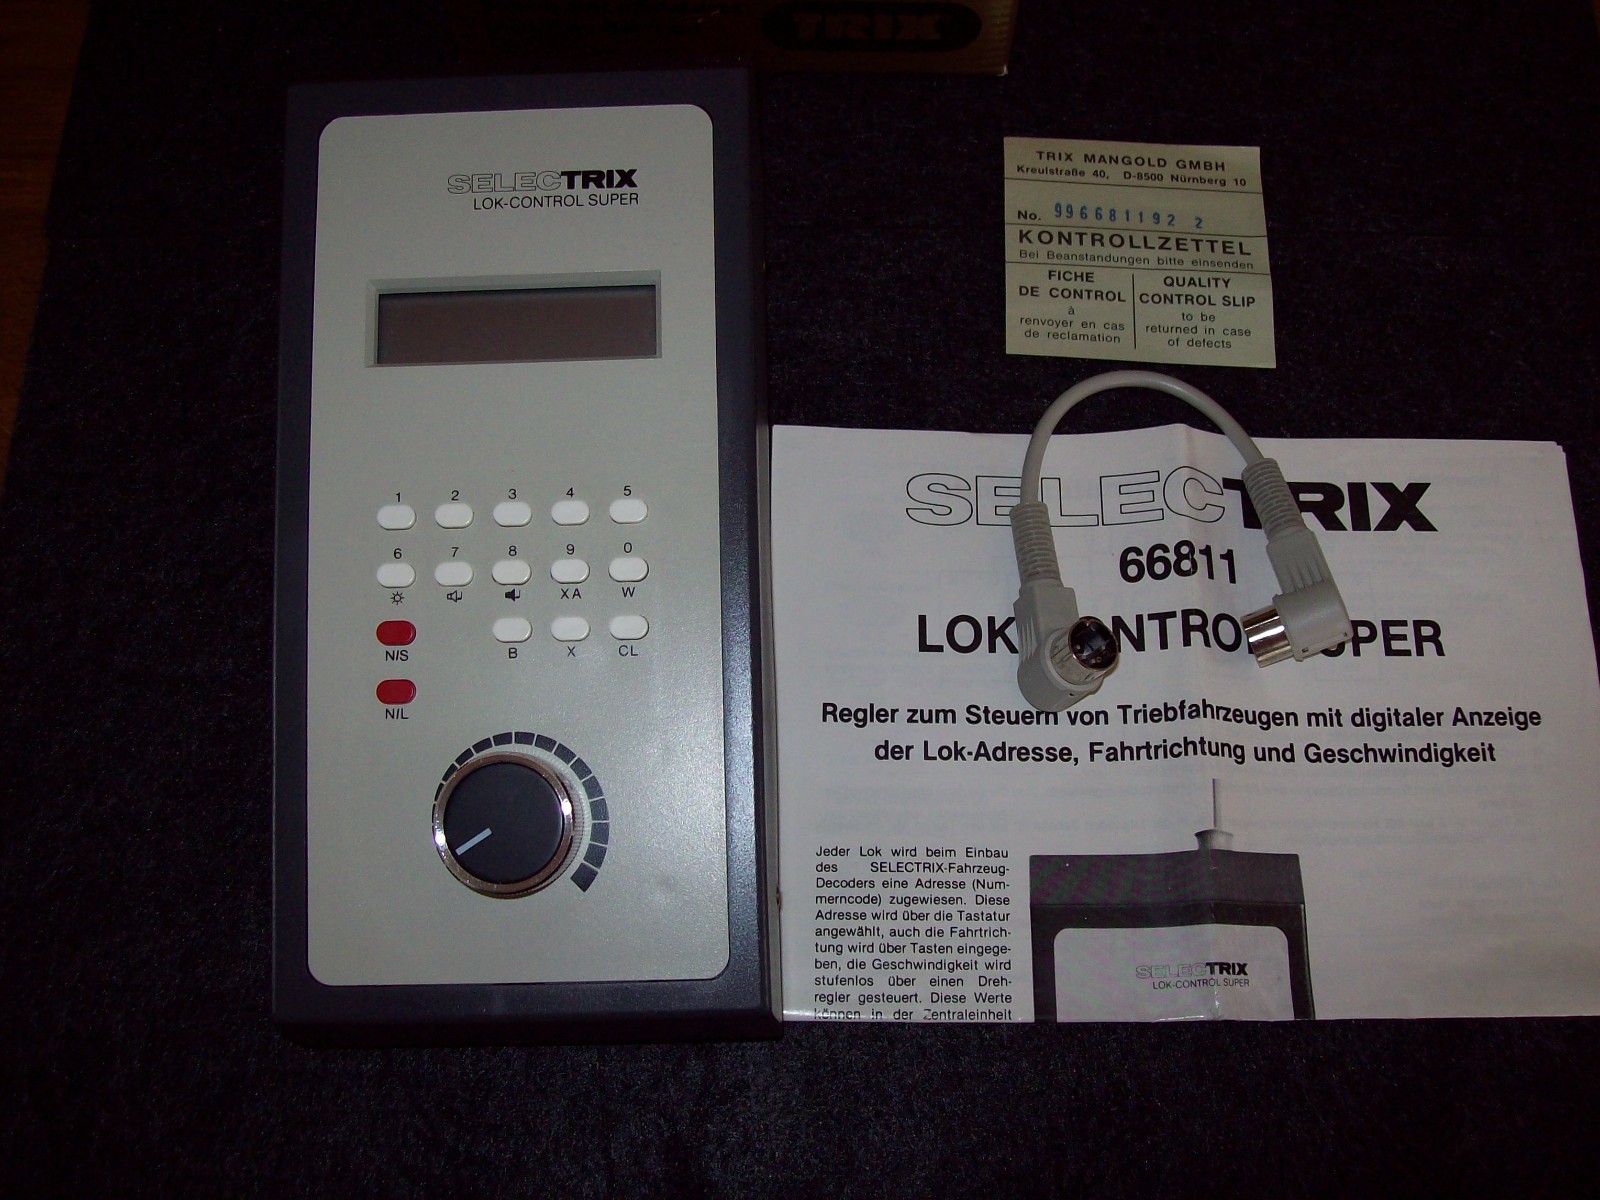 TRIX
SELECTRIX
LOK-CONTROL SUPER
1 2 3 4 5
6 7 8 9 0
XA W
N/S B X CL
N/L
TRIX MANGOLD GMBH
Kreulstraße 40, D-8500 Nürnberg 10
No. 996681192 2
KONTROLLZETTEL
Bei Beanstandungen bitte einsenden
FICHE
DE CONTROL
à
renvoyer en cas
de reclamation
QUALITY
CONTROL SLIP
to be
returned in case
of defects
SELECTRIX
66811
LOK-CONTROL SUPER
Regler zum Steuern von Triebfahrzeugen mit digitaler Anzeige
der Lok-Adresse, Fahrtrichtung und Geschwindigkeit
Jeder Lok wird beim Einbau
des SELECTRIX-Fahrzeug-
Decoders eine Adresse (Num-
merncode) zugewiesen. Diese
Adresse wird über die Tastatur
angewählt, auch die Fahrtrich-
tung wird über Tasten eingege-
ben, die Geschwindigkeit wird
stufenlos über einen Dreh-
regler gesteuert. Diese Werte
können in der Zentraleinheit
SELECTRIX
LOK-CONTROL SUPER